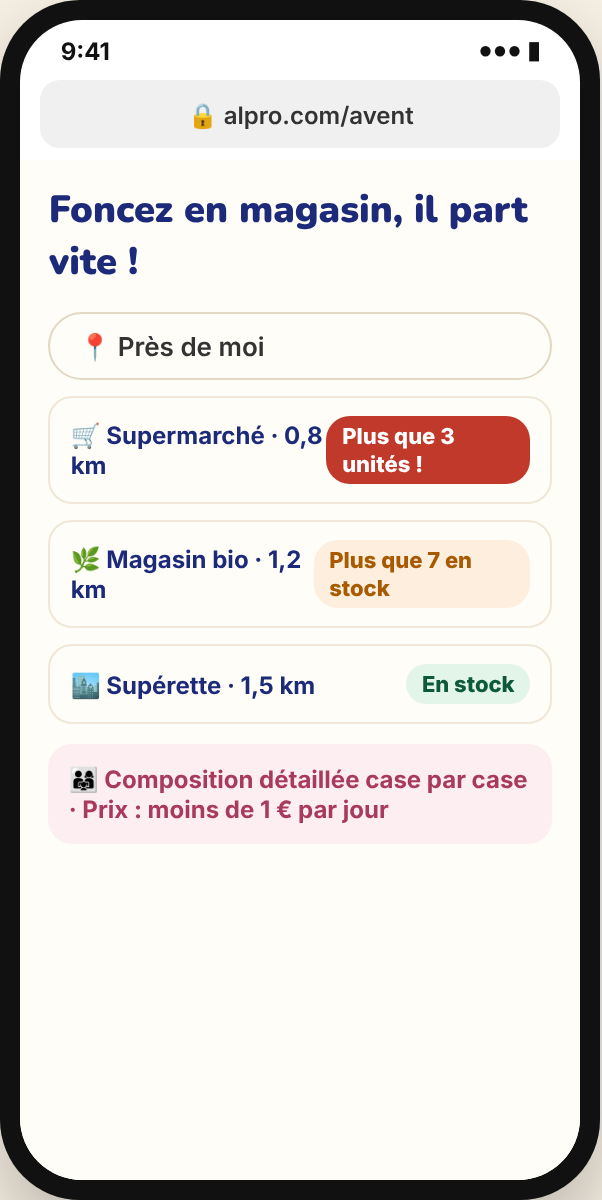 9:41
alpro.com/avent
Foncez en magasin, il part
vite !
Près de moi
Supermarché · 0,8
km
Plus que 3
unités !
Magasin bio · 1,2
km
Plus que 7 en
stock
Supérette · 1,5 km
En stock
Composition détaillée case par case
· Prix : moins de 1 € par jour